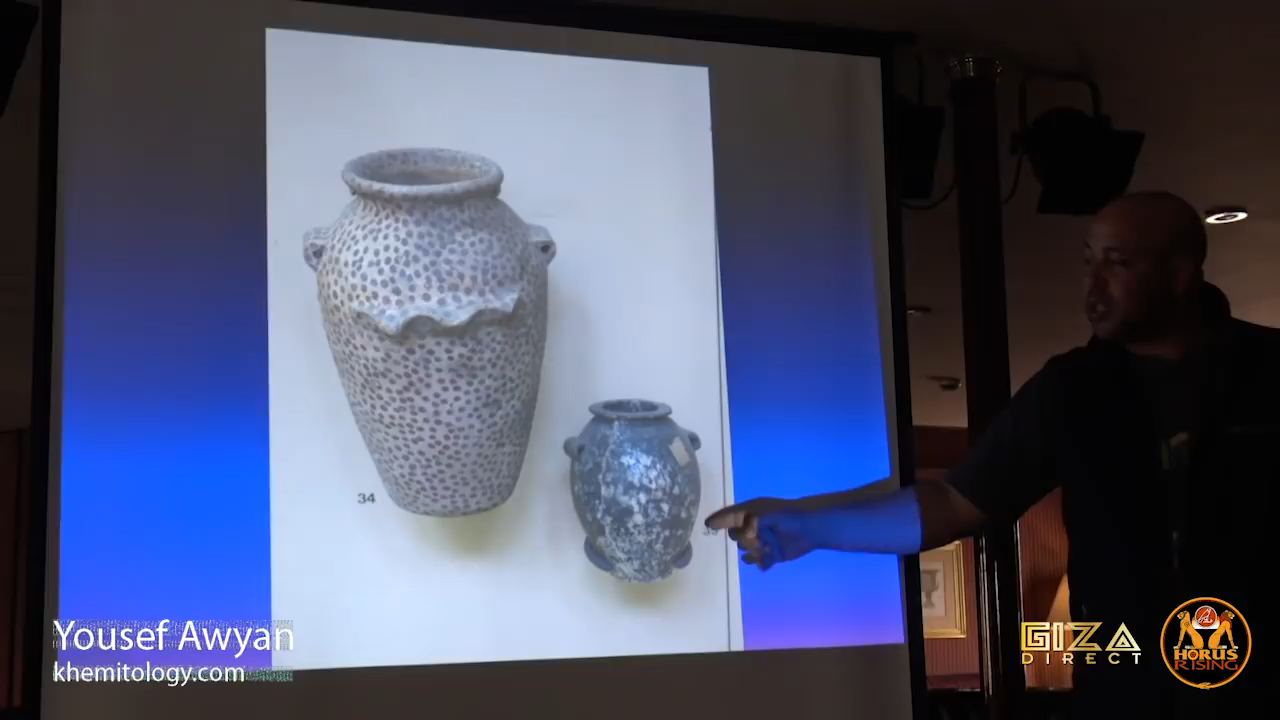 34
Yousef Awyan
khemitology.com
GIZA
DIRECT
HORUS
RISING